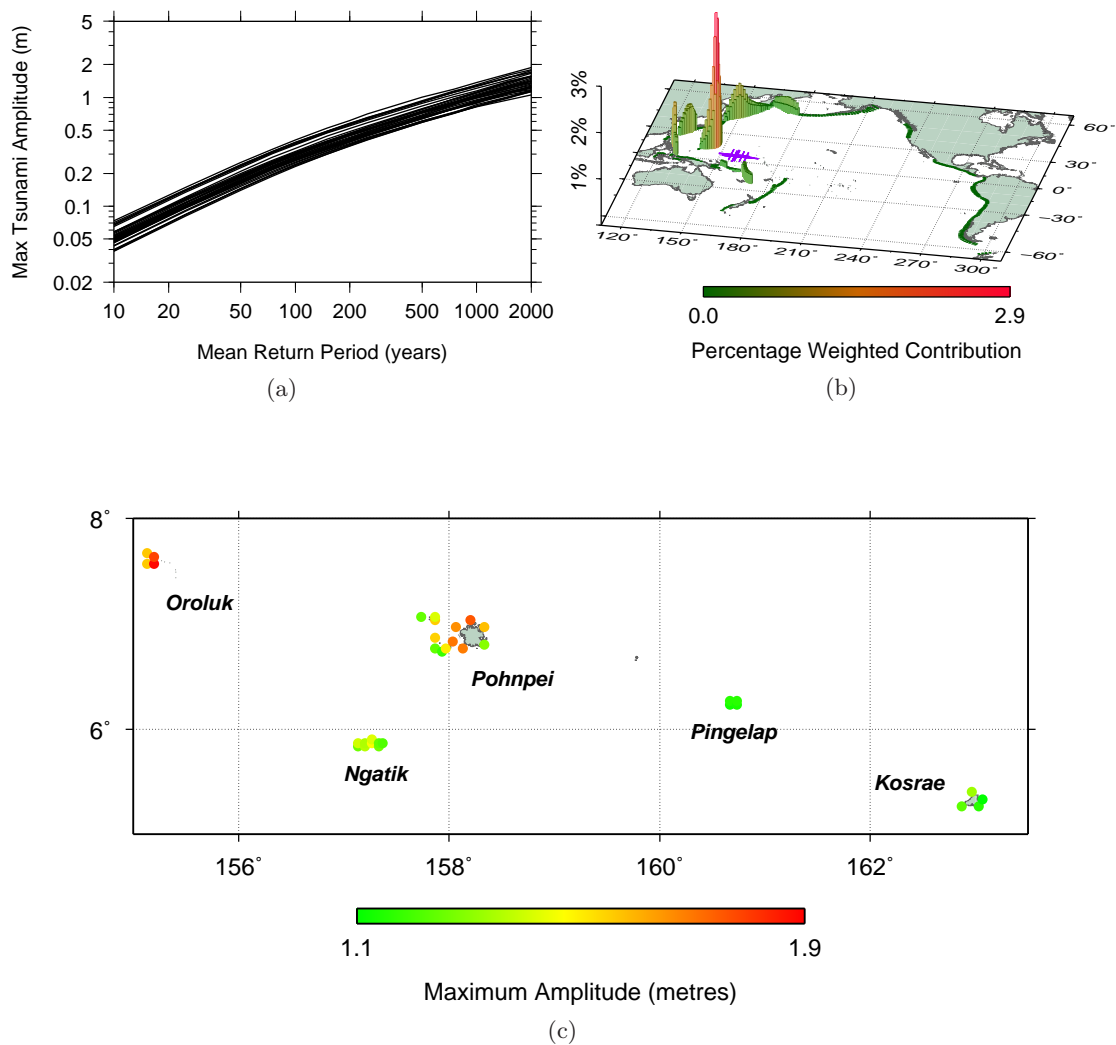 Max Tsunami Amplitude (m)
5
2
1
0.5
0.2
0.1
0.05
0.02
10 20 50 100 200 500 1000 2000
Mean Return Period (years)
(a)
3%
2%
1%
60°
30°
0°
−30°
−60°
120° 150° 180° 210° 240° 270° 300°
0.0 2.9
Percentage Weighted Contribution
(b)
8°
6°
Oroluk
Pohnpei
Pingelap
Ngatik
Kosrae
156° 158° 160° 162°
1.1 1.9
Maximum Amplitude (metres)
(c)